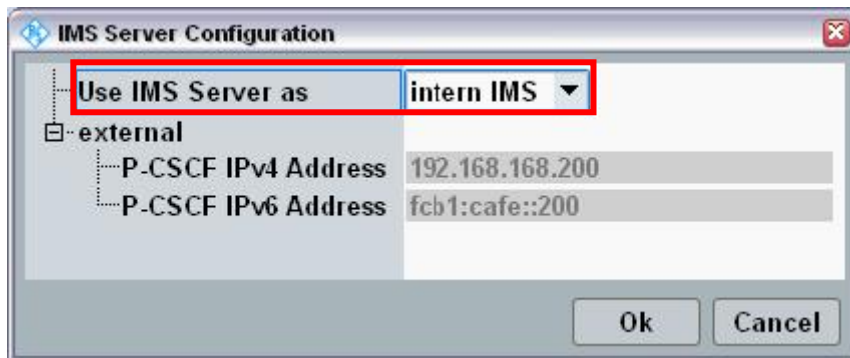 IMS Server Configuration
Use IMS Server as intern IMS
external
P-CSCF IPv4 Address 192.168.168.200
P-CSCF IPv6 Address fcb1:cafe::200
Ok Cancel